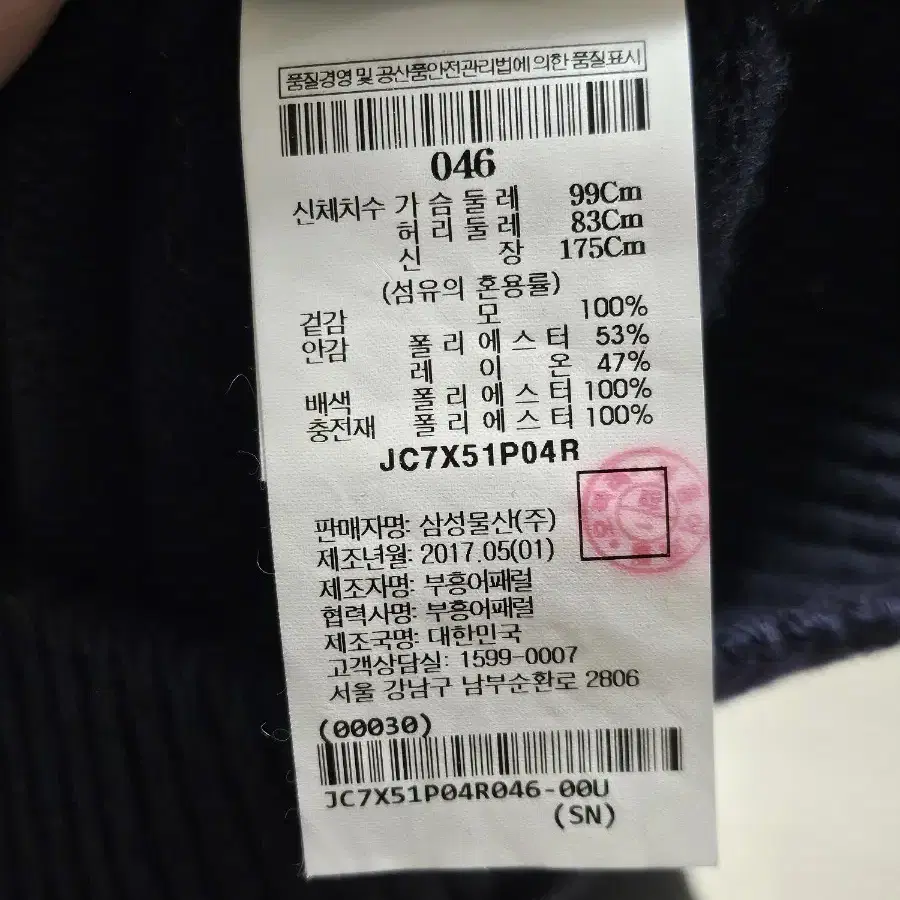 품질경영 및 공산품안전관리법에 의한 품질표시
046
신체치수 가 슴 둘 레 99Cm
허 리 둘 레 83Cm
신 장 175Cm
(섬유의 혼용률)
겉감 모 100%
안감 폴 리 에 스 터 53%
레 이 온 47%
배색 폴 리 에 스 터 100%
충전재 폴 리 에 스 터 100%
JC7X51P04R
판매자명: 삼성물산(주)
제조년월: 2017.05(01)
제조자명: 부흥어패럴
협력사명: 부흥어패럴
제조국명: 대한민국
고객상담실: 1599-0007
서울 강남구 남부순환로 2806
(00030)
JC7X51P04R046-00U
(SN)